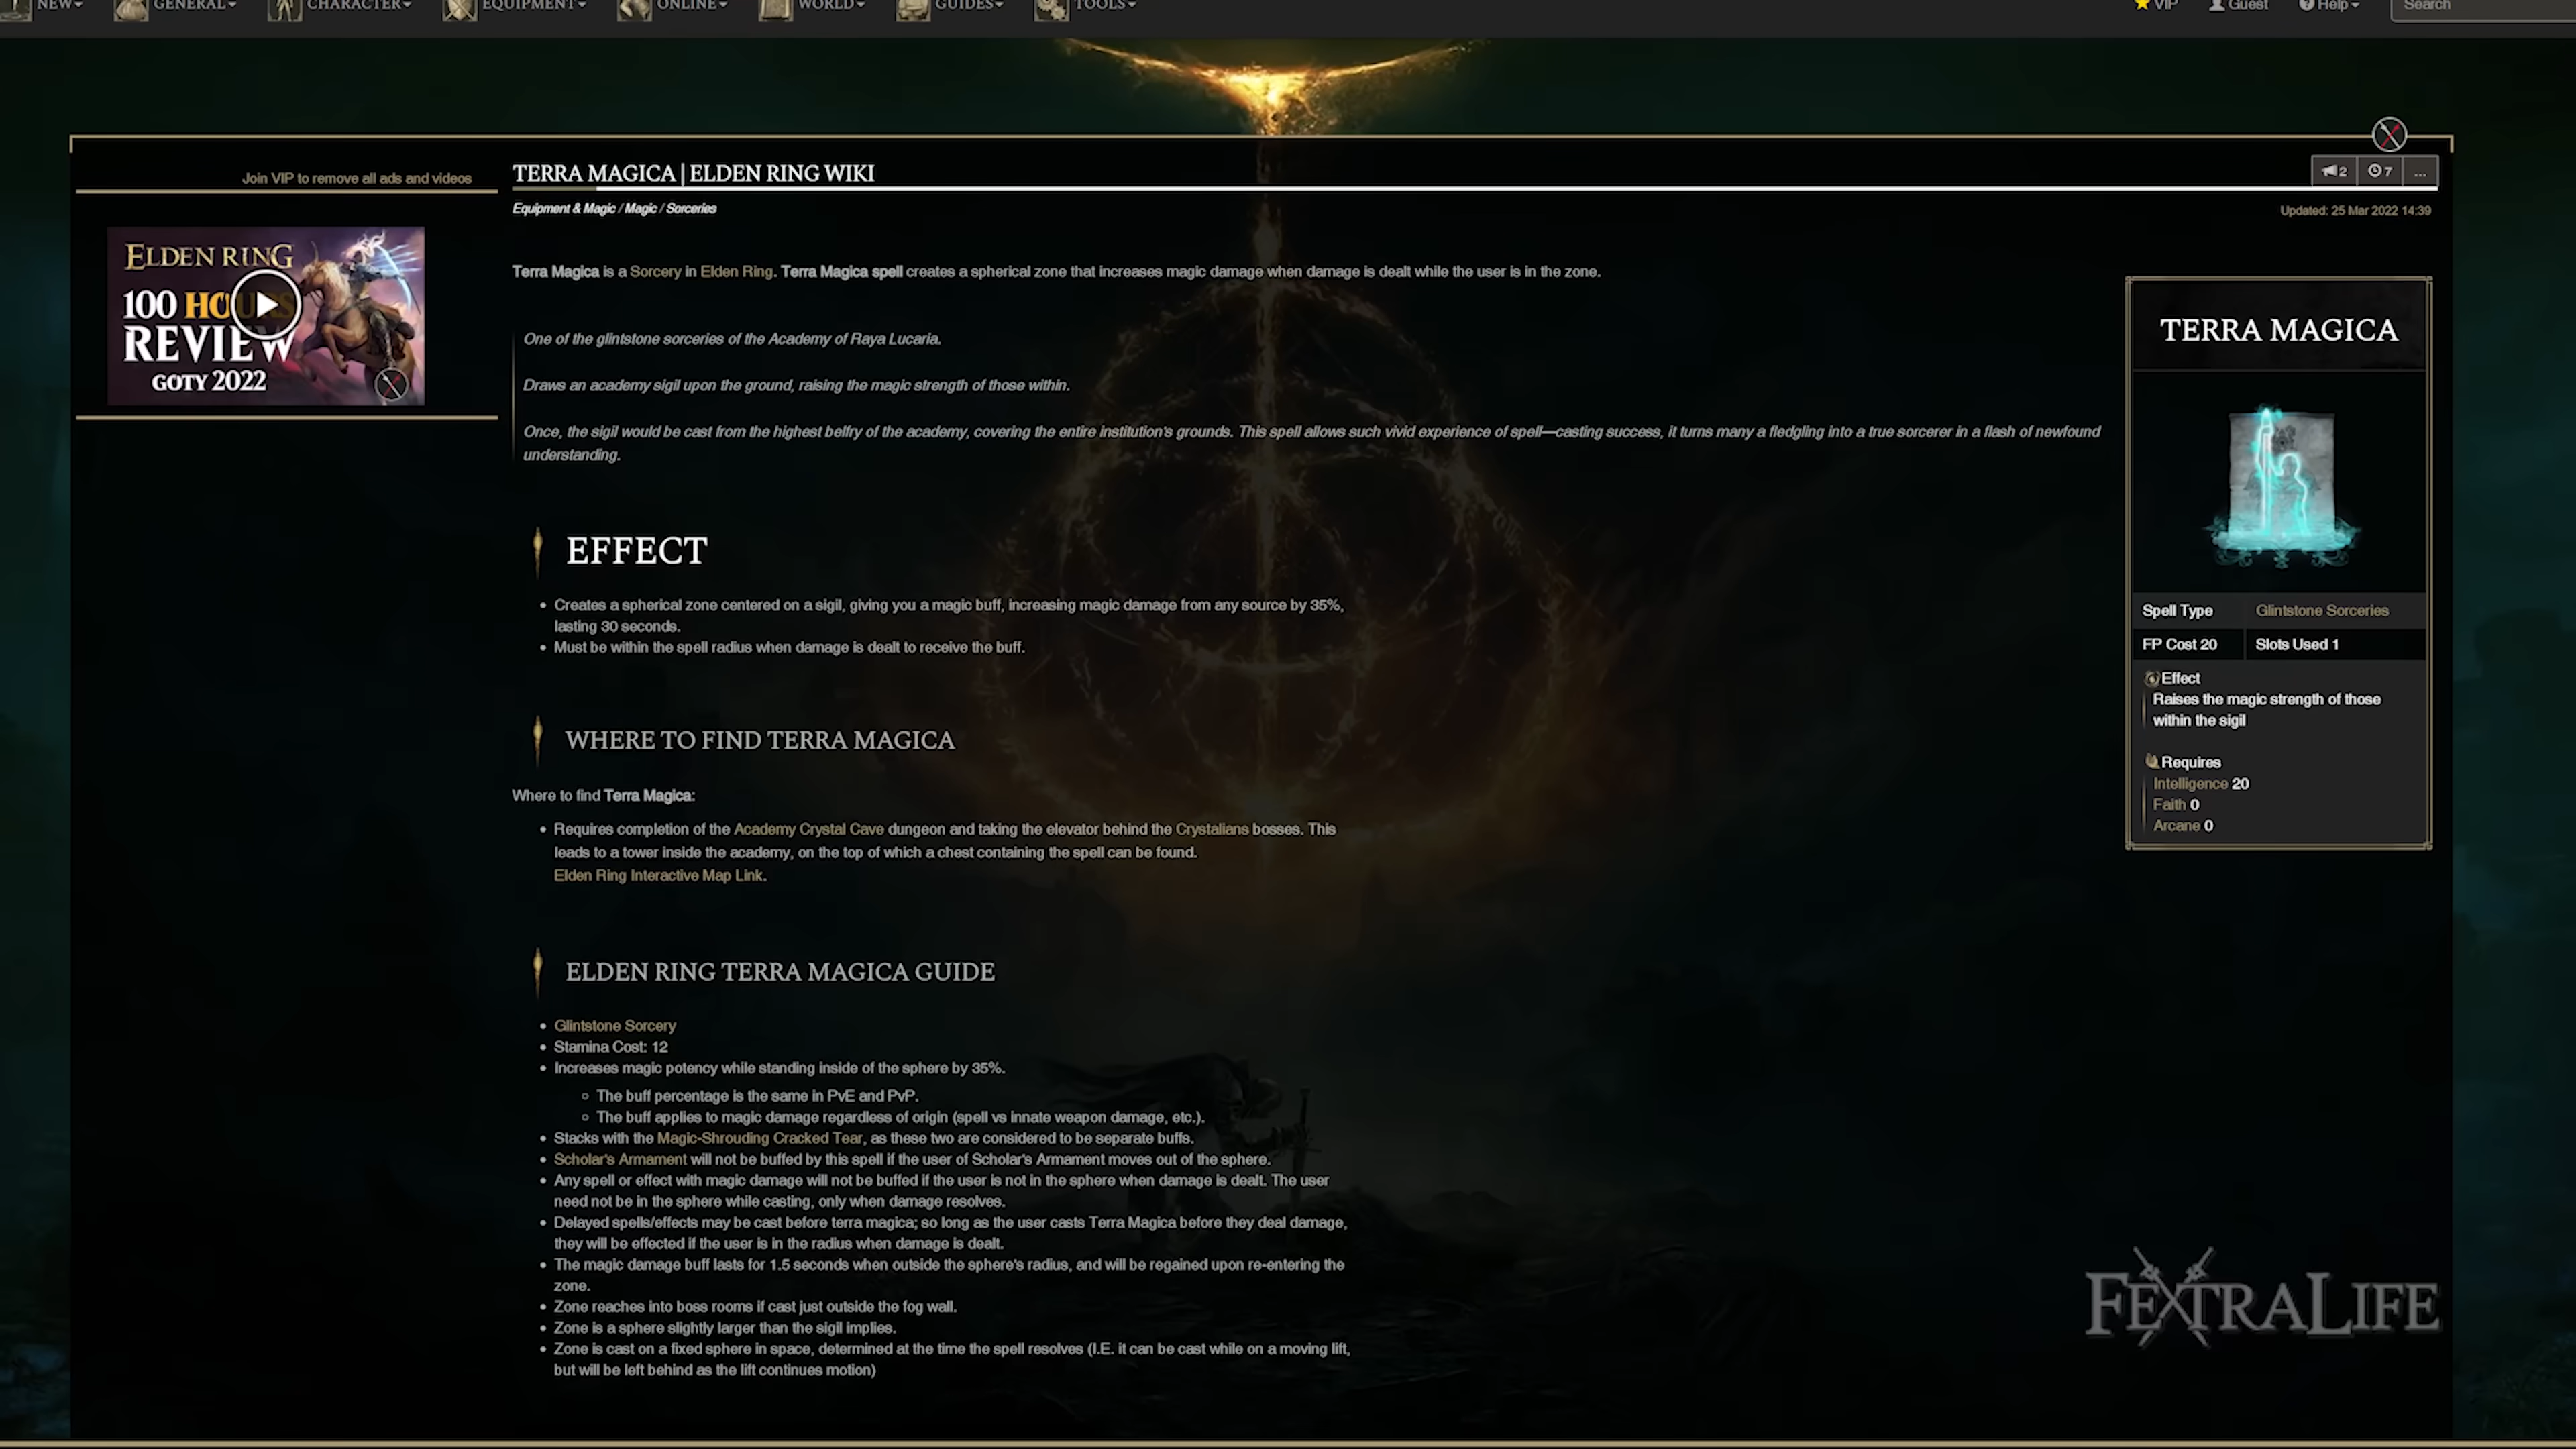 NEW GENERAL CHARACTER EQUIPMENT ONLINE WORLD GUIDES TOOLS VIP Guest Help Search
Join VIP to remove all ads and videos
ELDEN RING
100 HOURS
REVIEW
GOTY 2022
TERRA MAGICA | ELDEN RING WIKI
2 7 ...
Equipment & Magic / Magic / Sorceries
Updated: 25 Mar 2022 14:39
Terra Magica is a Sorcery in Elden Ring. Terra Magica spell creates a spherical zone that increases magic damage when damage is dealt while the user is in the zone.
One of the glintstone sorceries of the Academy of Raya Lucaria.
Draws an academy sigil upon the ground, raising the magic strength of those within.
Once, the sigil would be cast from the highest belfry of the academy, covering the entire institution's grounds. This spell allows such vivid experience of spell—casting success, it turns many a fledgling into a true sorcerer in a flash of newfound
understanding.
EFFECT
• Creates a spherical zone centered on a sigil, giving you a magic buff, increasing magic damage from any source by 35%,
lasting 30 seconds.
• Must be within the spell radius when damage is dealt to receive the buff.
WHERE TO FIND TERRA MAGICA
Where to find Terra Magica:
• Requires completion of the Academy Crystal Cave dungeon and taking the elevator behind the Crystalians bosses. This
leads to a tower inside the academy, on the top of which a chest containing the spell can be found.
Elden Ring Interactive Map Link.
ELDEN RING TERRA MAGICA GUIDE
• Glintstone Sorcery
• Stamina Cost: 12
• Increases magic potency while standing inside of the sphere by 35%.
◦ The buff percentage is the same in PvE and PvP.
◦ The buff applies to magic damage regardless of origin (spell vs innate weapon damage, etc.).
• Stacks with the Magic-Shrouding Cracked Tear, as these two are considered to be separate buffs.
• Scholar's Armament will not be buffed by this spell if the user of Scholar's Armament moves out of the sphere.
• Any spell or effect with magic damage will not be buffed if the user is not in the sphere when damage is dealt. The user
need not be in the sphere while casting, only when damage resolves.
• Delayed spells/effects may be cast before terra magica; so long as the user casts Terra Magica before they deal damage,
they will be effected if the user is in the radius when damage is dealt.
• The magic damage buff lasts for 1.5 seconds when outside the sphere's radius, and will be regained upon re-entering the
zone.
• Zone reaches into boss rooms if cast just outside the fog wall.
• Zone is a sphere slightly larger than the sigil implies.
• Zone is cast on a fixed sphere in space, determined at the time the spell resolves (I.E. it can be cast while on a moving lift,
but will be left behind as the lift continues motion)
TERRA MAGICA
Spell Type Glintstone Sorceries
FP Cost 20 Slots Used 1
Effect
Raises the magic strength of those
within the sigil
Requires
Intelligence 20
Faith 0
Arcane 0
FEXTRALIFE